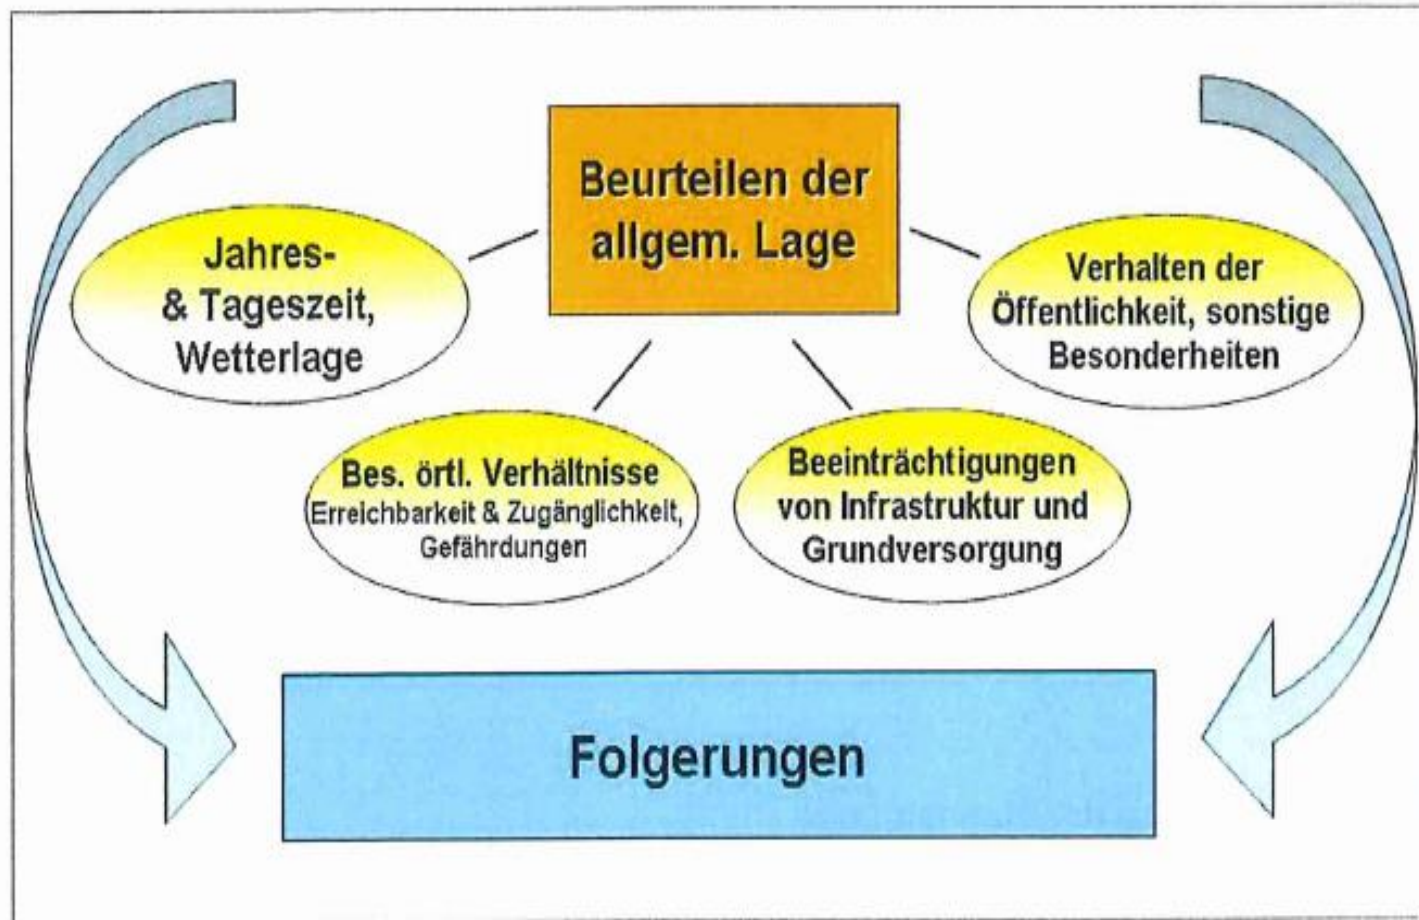 Beurteilen der
allgem. Lage
Jahres-
& Tageszeit,
Wetterlage
Verhalten der
Öffentlichkeit, sonstige
Besonderheiten
Bes. örtl. Verhältnisse
Erreichbarkeit & Zugänglichkeit,
Gefährdungen
Beeinträchtigungen
von Infrastruktur und
Grundversorgung
Folgerungen